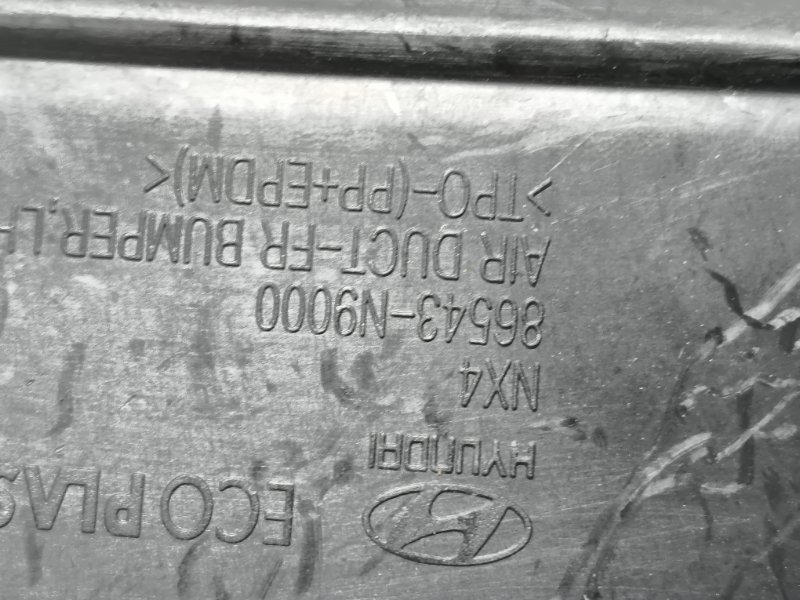 HYUNDAI
NX4
86543-N9000
AIR DUCT-FR BUMPER,LH
>TPO-(PP+EPDM)<
ECO PLAS